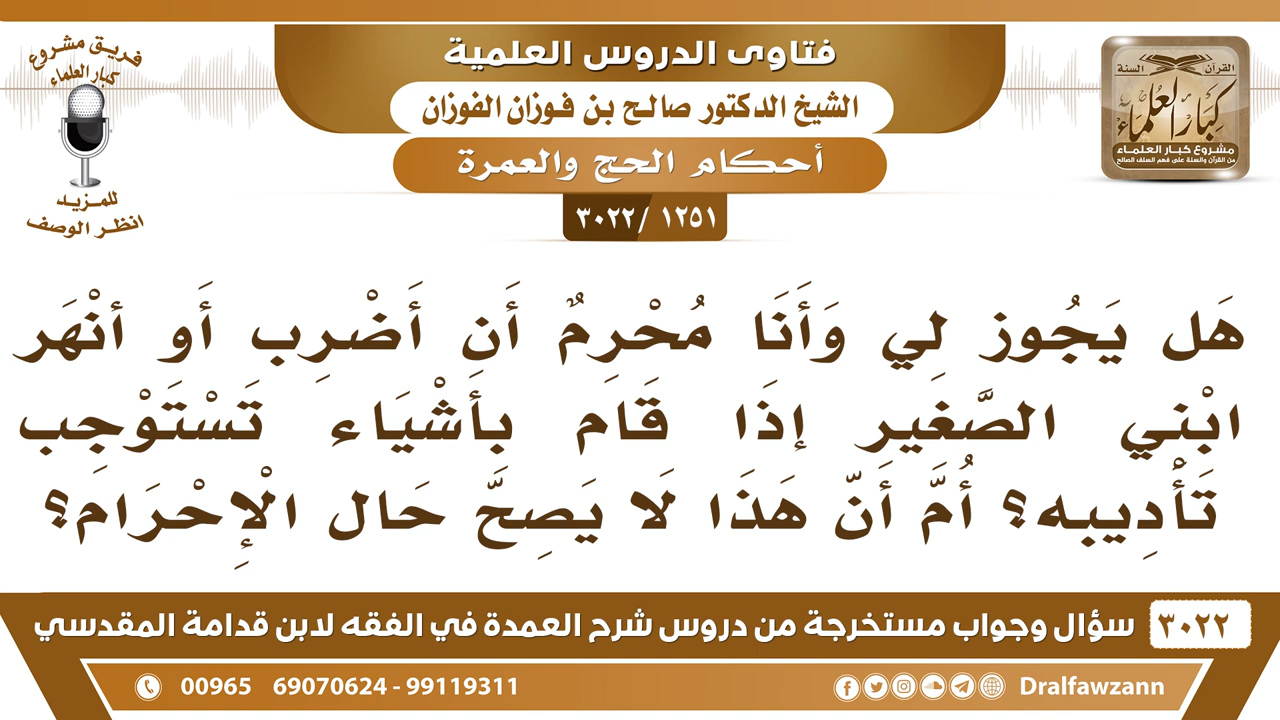 فتاوى الدروس العلمية
الشيخ الدكتور صالح بن فوزان الفوزان
أحكام الحج والعمرة
١٢٥١ / ٣٠٢٢
فريق مشروع
كبار العلماء
للمزيد
انظر الوصف
القرآن السنة
كبار العلماء
مشروع كبار العلماء
من القرآن والسنة على فهم السلف الصالح
هَل يَجُوز لِي وَأَنَا مُحْرِمٌ أَنِ أَضْرِب أَو أنْهَر
ابْنِي الصَّغِير إِذَا قَام بِأَشْيَاء تَسْتَوْجِب
تَأْدِيبه؟ أُمَّ أَنّ هَذَا لَا يَصِحَّ حَال الْإِحْرَام؟
٣٠٢٢ سؤال وجواب مستخرجة من دروس شرح العمدة في الفقه لابن قدامة المقدسي
00965 69070624 - 99119311
Dralfawzann